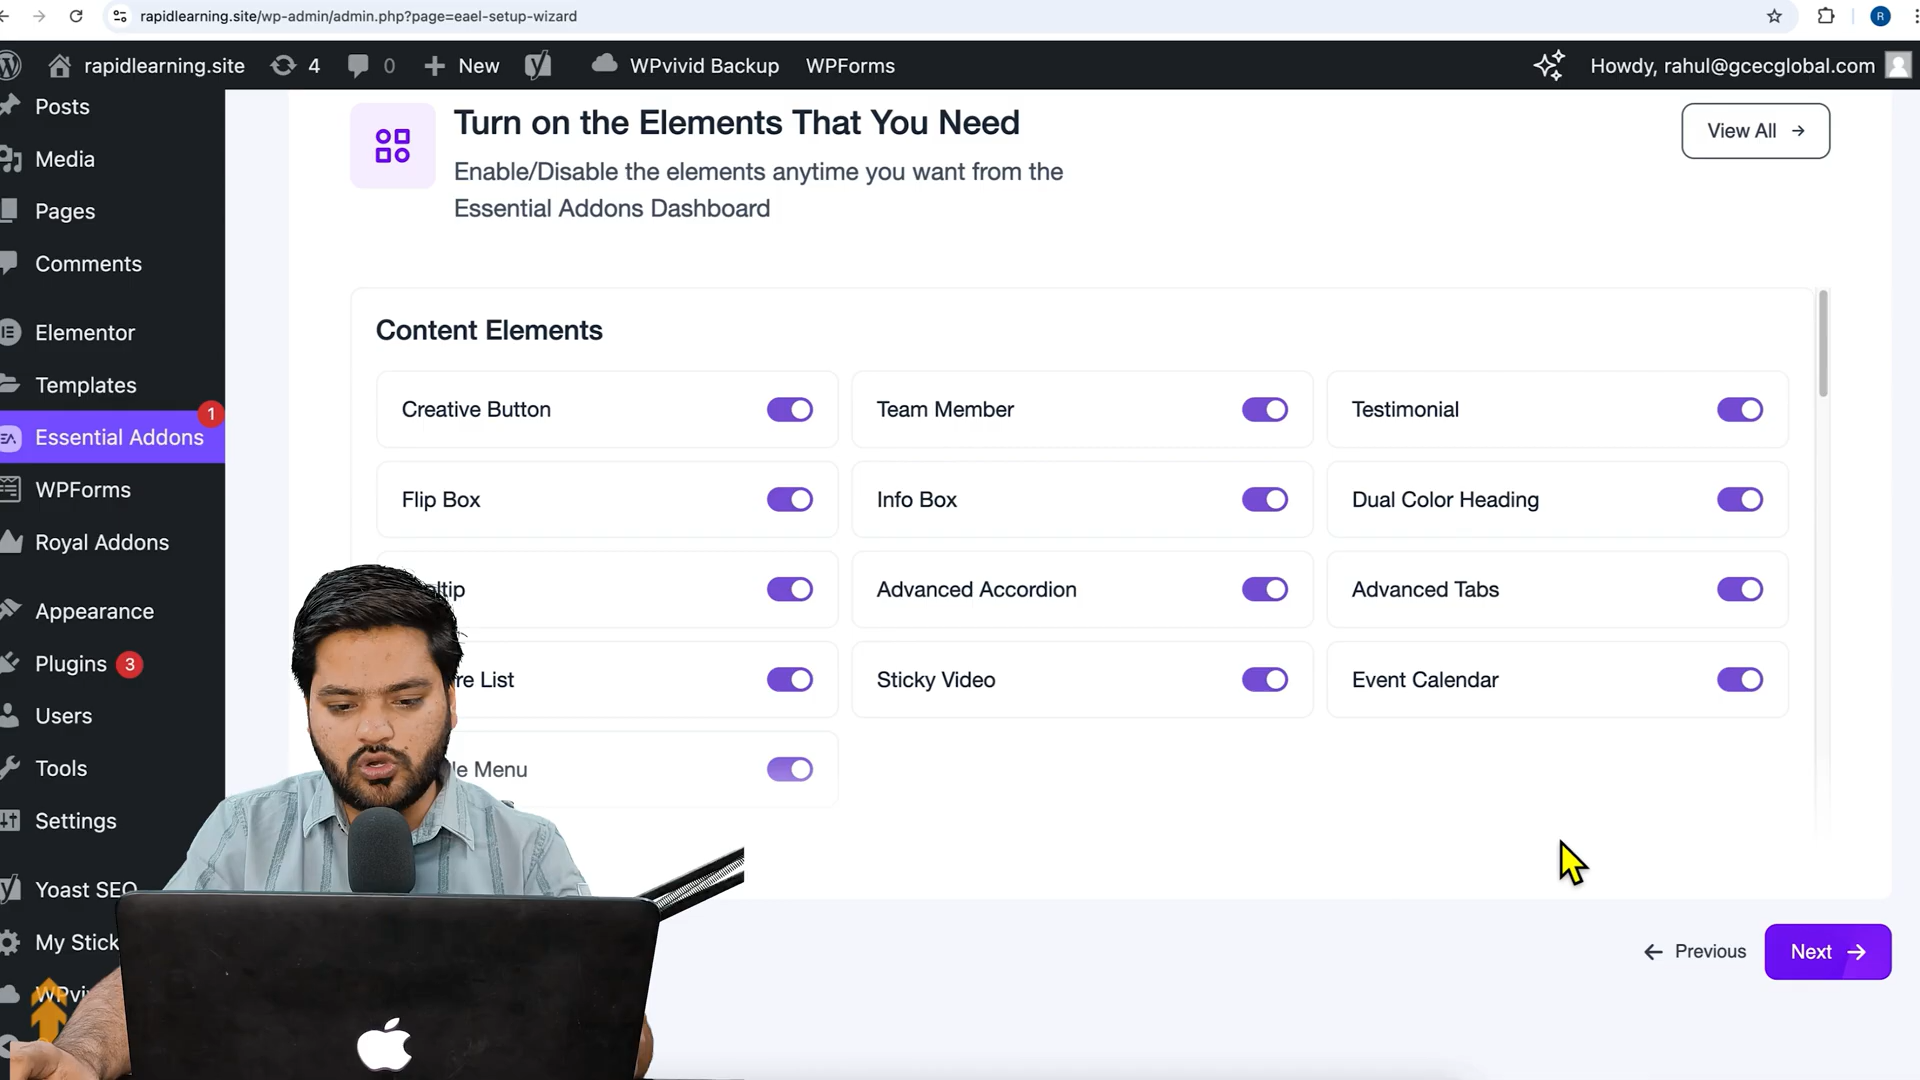 rapidlearning.site/wp-admin/admin.php?page=eael-setup-wizard
R
rapidlearning.site
4
0
New
WPvivid Backup
WPForms
Howdy, rahul@gcecglobal.com
Posts
Media
Pages
Comments
Elementor
Templates
Essential Addons
1
EA
WPForms
Royal Addons
Appearance
Plugins 3
Users
Tools
Settings
Yoast SEO
My Stick
WPvi
Turn on the Elements That You Need
Enable/Disable the elements anytime you want from the
Essential Addons Dashboard
View All →
Content Elements
Creative Button
Team Member
Testimonial
Flip Box
Info Box
Dual Color Heading
ltip
Advanced Accordion
Advanced Tabs
re List
Sticky Video
Event Calendar
le Menu
← Previous
Next →